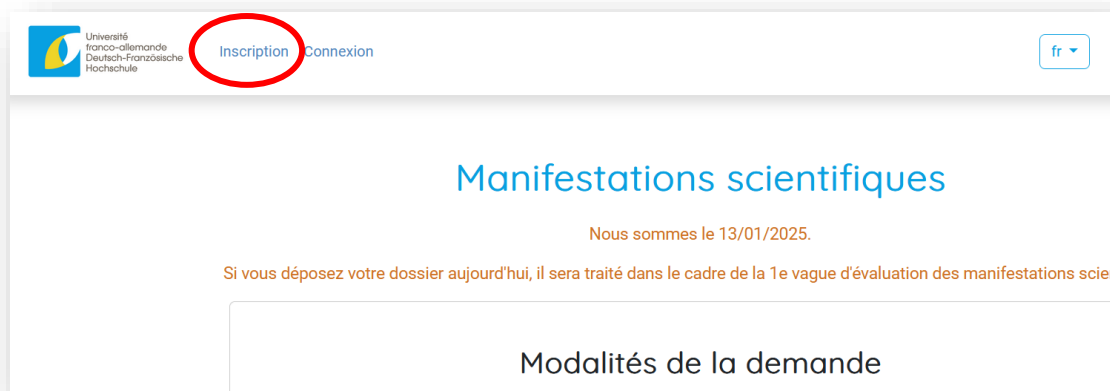 Université
franco-allemande
Deutsch-Französische
Hochschule
Inscription Connexion
fr
Manifestations scientifiques
Nous sommes le 13/01/2025.
Si vous déposez votre dossier aujourd'hui, il sera traité dans le cadre de la 1e vague d'évaluation des manifestations scie
Modalités de la demande